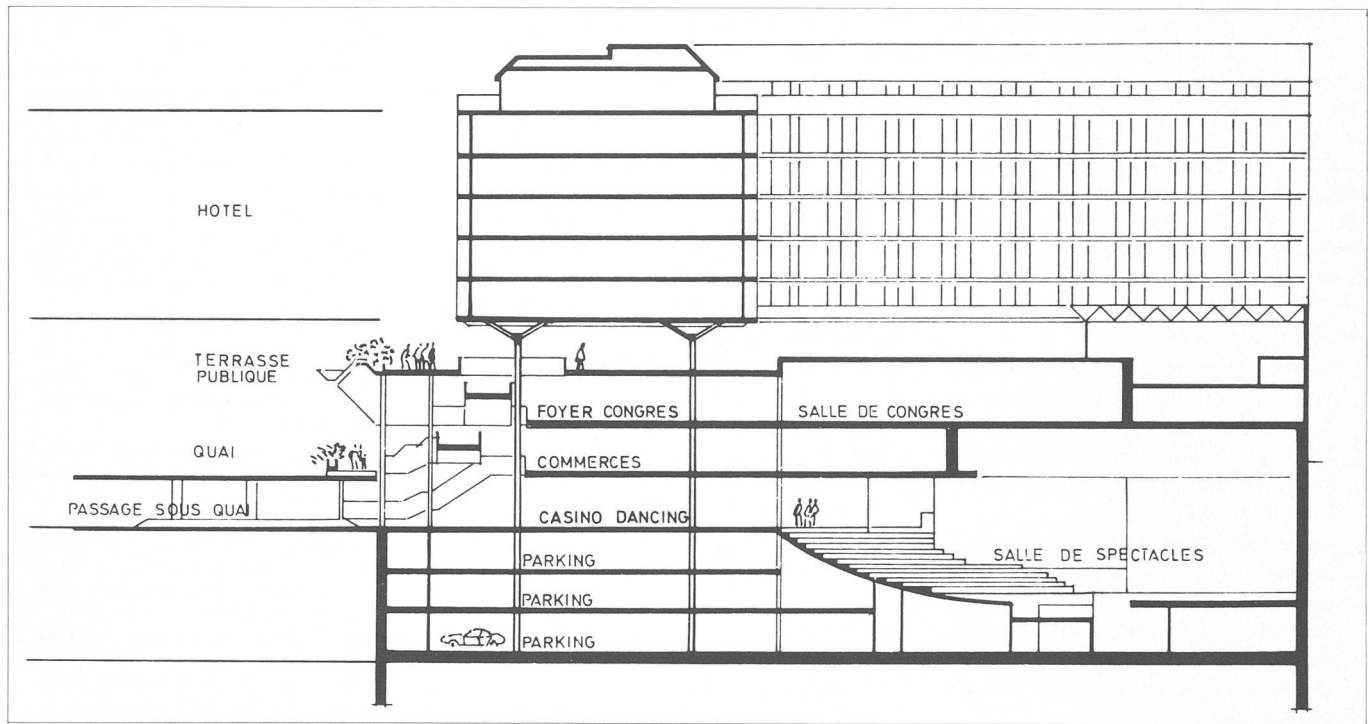 HOTEL
TERRASSE
PUBLIQUE
FOYER CONGRES
SALLE DE CONGRES
QUAI
COMMERCES
PASSAGE SOUS QUAI
CASINO DANCING
SALLE DE SPECTACLES
PARKING
PARKING
PARKING